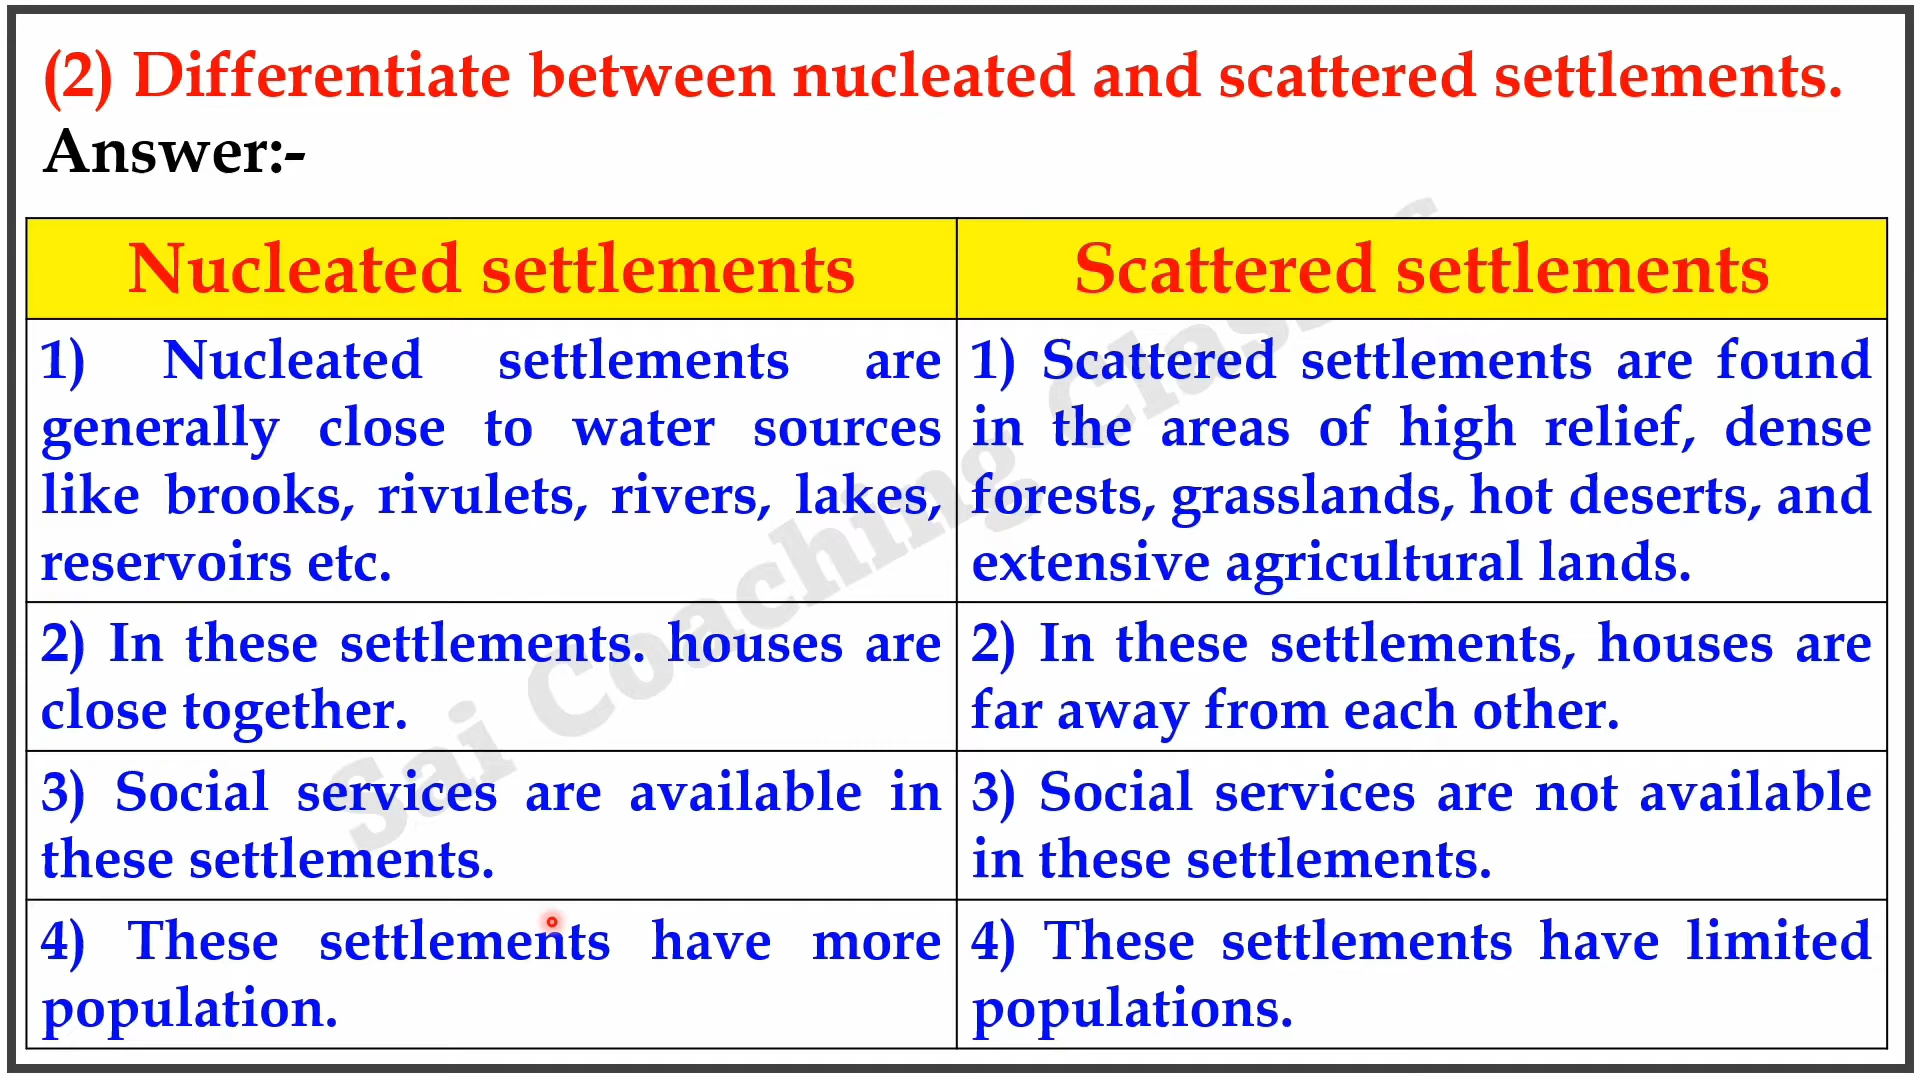 (2) Differentiate between nucleated and scattered settlements.
Answer:-
Nucleated settlements
Scattered settlements
1) Nucleated settlements are
generally close to water sources
like brooks, rivulets, rivers, lakes,
reservoirs etc.
1) Scattered settlements are found
in the areas of high relief, dense
forests, grasslands, hot deserts, and
extensive agricultural lands.
2) In these settlements. houses are
close together.
2) In these settlements, houses are
far away from each other.
3) Social services are available in
these settlements.
3) Social services are not available
in these settlements.
4) These settlements have more
population.
4) These settlements have limited
populations.
Sai Coaching Classes